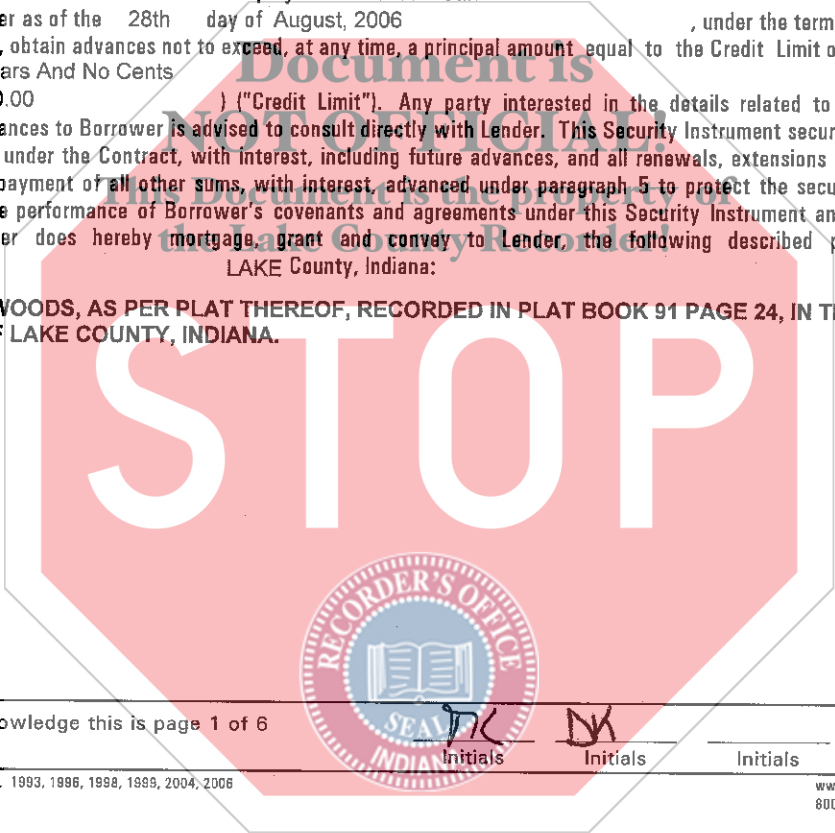 er as of the 28th day of August, 2006 , under the term
, obtain advances not to exceed, at any time, a principal amount equal to the Credit Limit o
ars And No Cents
0.00 ) ("Credit Limit"). Any party interested in the details related to
ances to Borrower is advised to consult directly with Lender. This Security Instrument secur
under the Contract, with interest, including future advances, and all renewals, extensions
payment of all other sums, with interest, advanced under paragraph 5 to protect the secu
e performance of Borrower's covenants and agreements under this Security Instrument an
er does hereby mortgage, grant and convey to Lender, the following described p
LAKE County, Indiana:
WOODS, AS PER PLAT THEREOF, RECORDED IN PLAT BOOK 91 PAGE 24, IN TH
F LAKE COUNTY, INDIANA.
Document is
NOT OFFICIAL!
This Document is the property of
the Lake County Recorder!
STOP
RECORDER'S OFFICE
SEAL
INDIANA
owledge this is page 1 of 6
DK
Initials Initials Initials
. 1993, 1996, 1998, 1999, 2004, 2006
ww
800